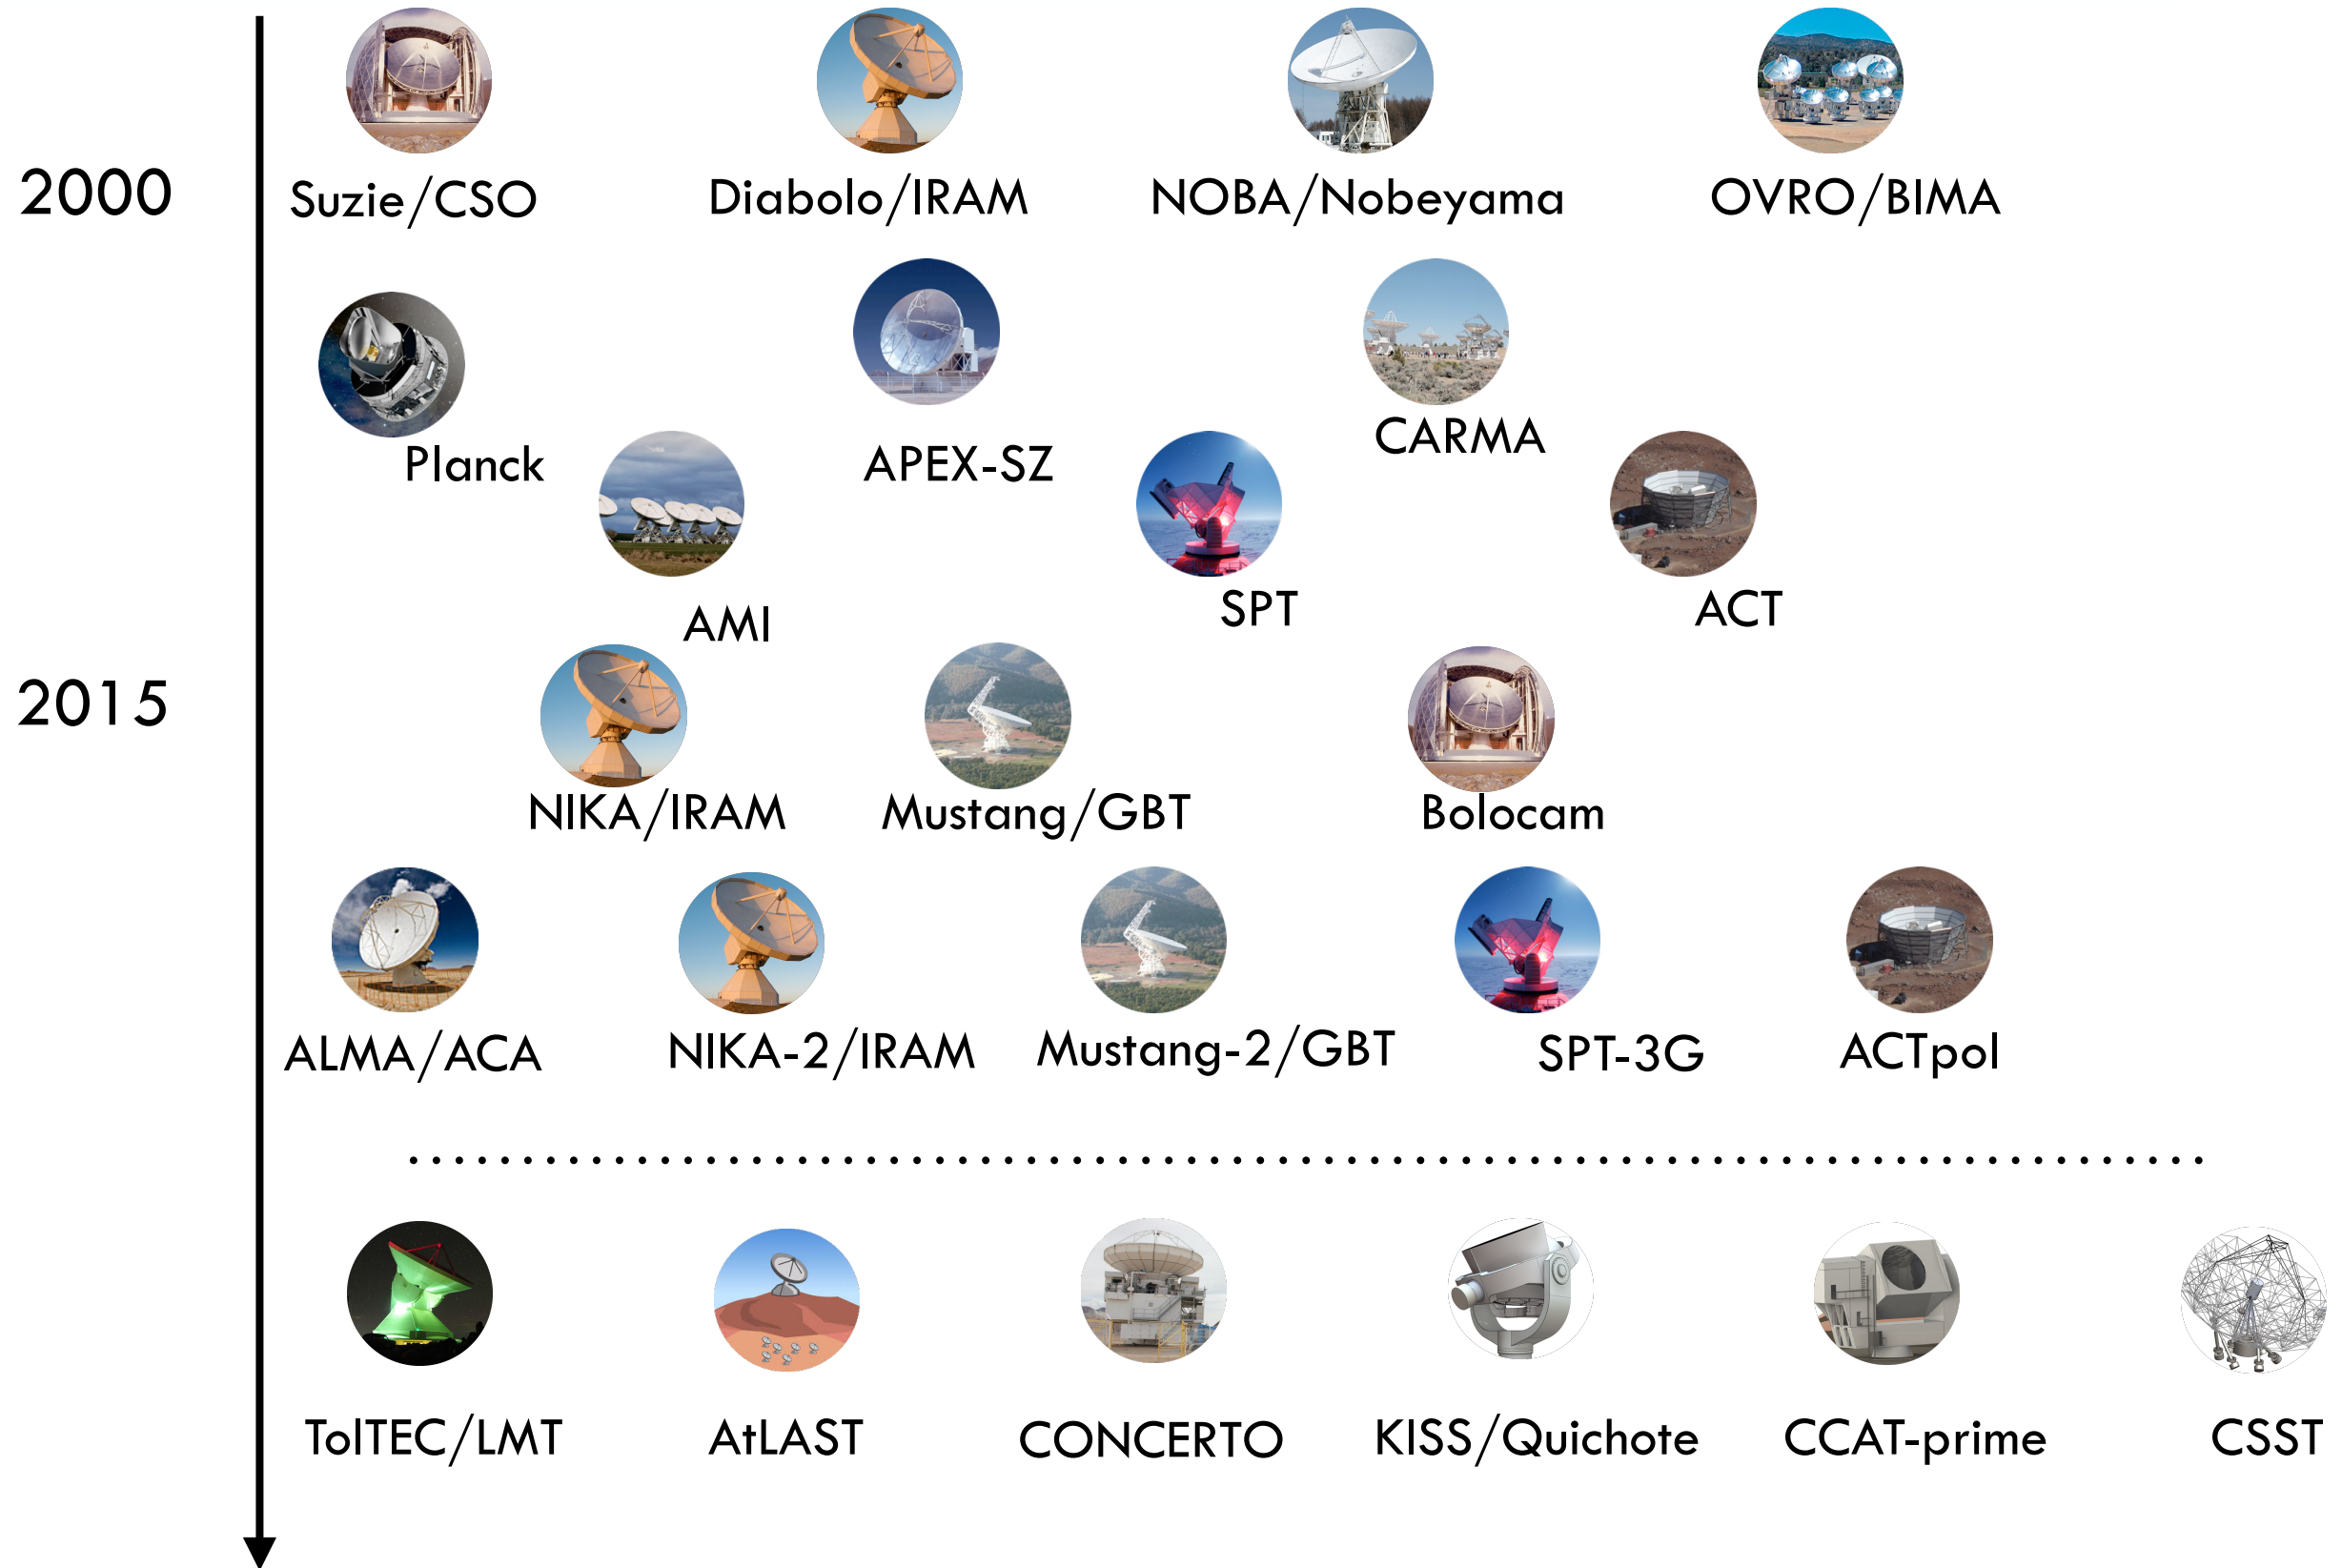 2000
Suzie/CSO
Diabolo/IRAM
NOBA/Nobeyama
OVRO/BIMA
Planck
APEX-SZ
CARMA
AMI
SPT
ACT
2015
NIKA/IRAM
Mustang/GBT
Bolocam
ALMA/ACA
NIKA-2/IRAM
Mustang-2/GBT
SPT-3G
ACTpol
TolTEC/LMT
AtLAST
CONCERTO
KISS/Quichote
CCAT-prime
CSST